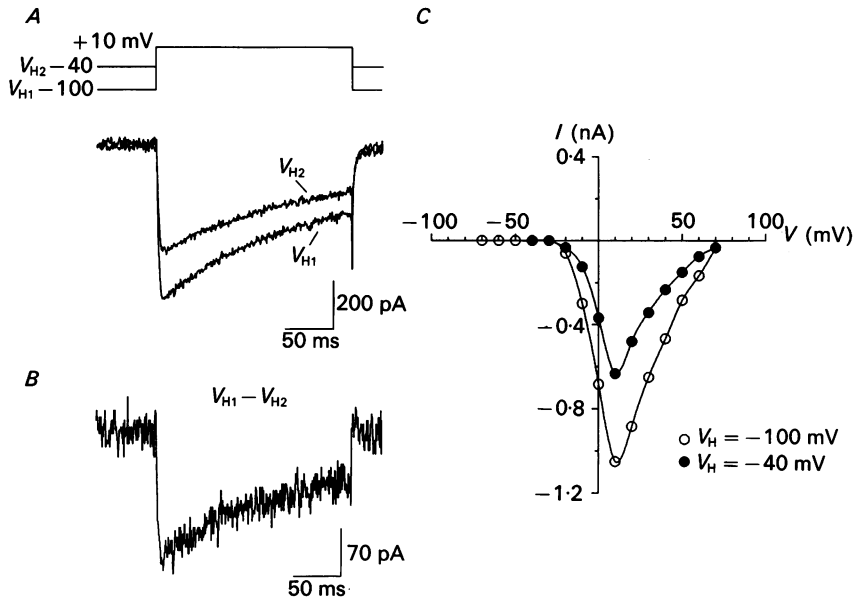 A
+10 mV
VH2 −40
VH1 −100
VH2
VH1
200 pA
50 ms
B
VH1 − VH2
70 pA
50 ms
C
I (nA)
0·4
−100
−50
50
100
V (mV)
−0·4
−0·8
−1·2
VH = −100 mV
VH = −40 mV